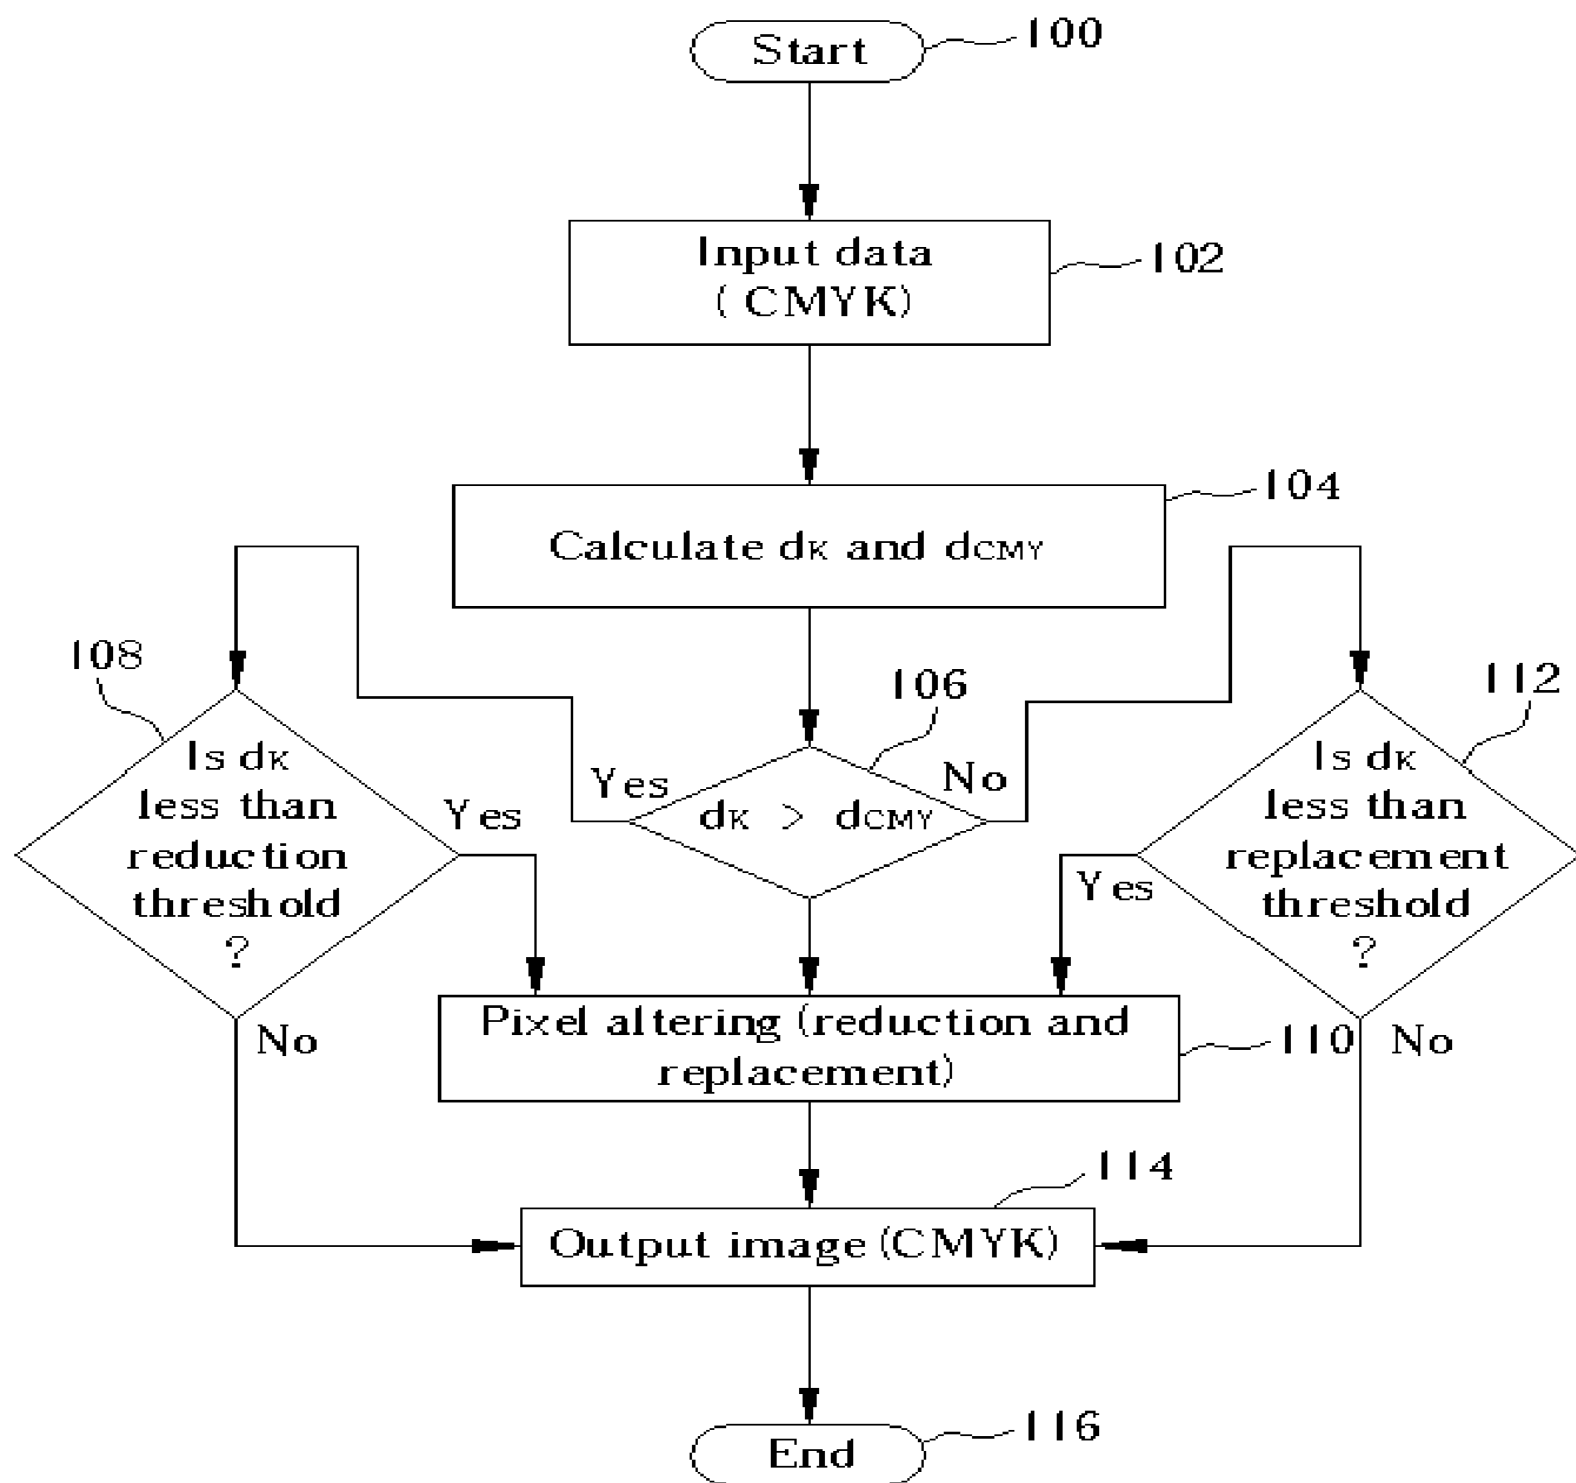 Start
100
Input data
( CMYK)
102
104
Calculate dK and dCMY
108
106
112
Is dK
less than
reduction
threshold
?
Yes
Yes
dK > dCMY
No
Is dK
less than
replacement
threshold
?
Yes
No
Pixel altering (reduction and
replacement)
110
No
114
Output image (CMYK)
End
116